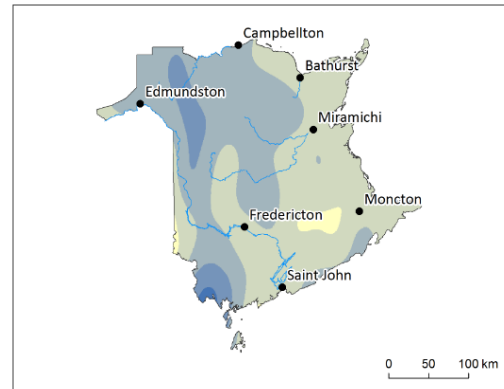 Campbellton
Bathurst
Edmundston
Miramichi
Moncton
Fredericton
Saint John
0 50 100 km